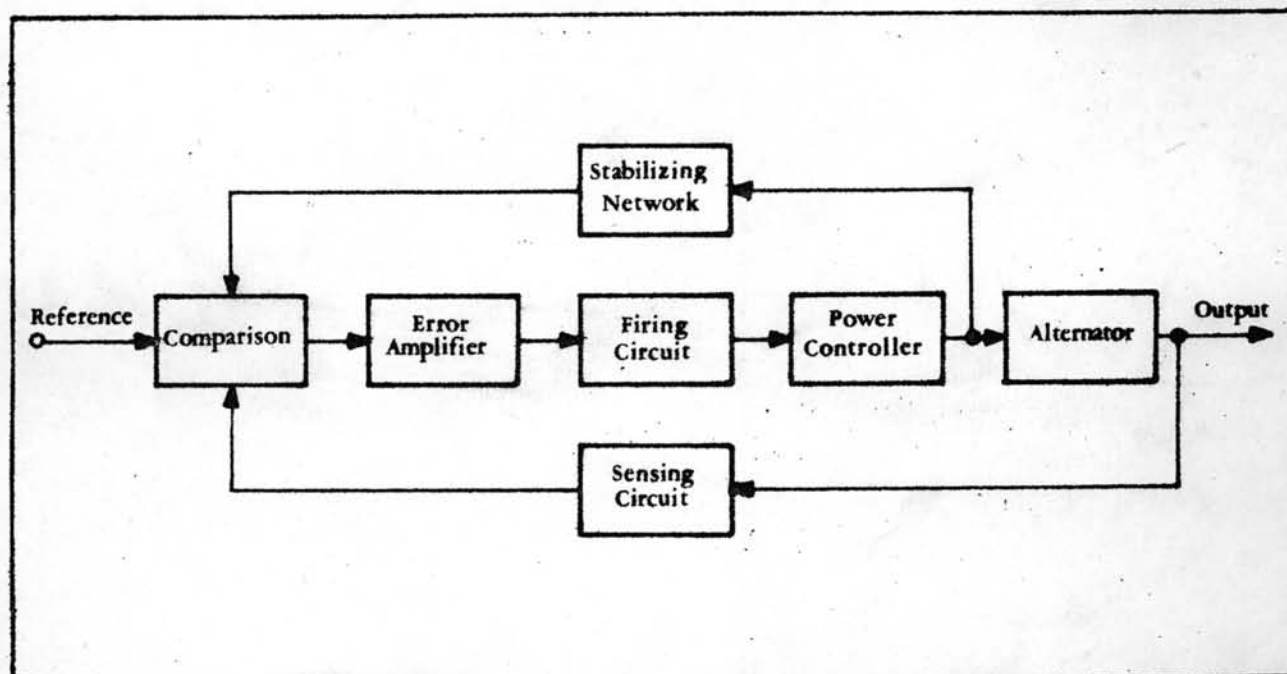 Stabilizing
Network
Reference
Comparison
Error
Amplifier
Firing
Circuit
Power
Controller
Alternator
Output
Sensing
Circuit